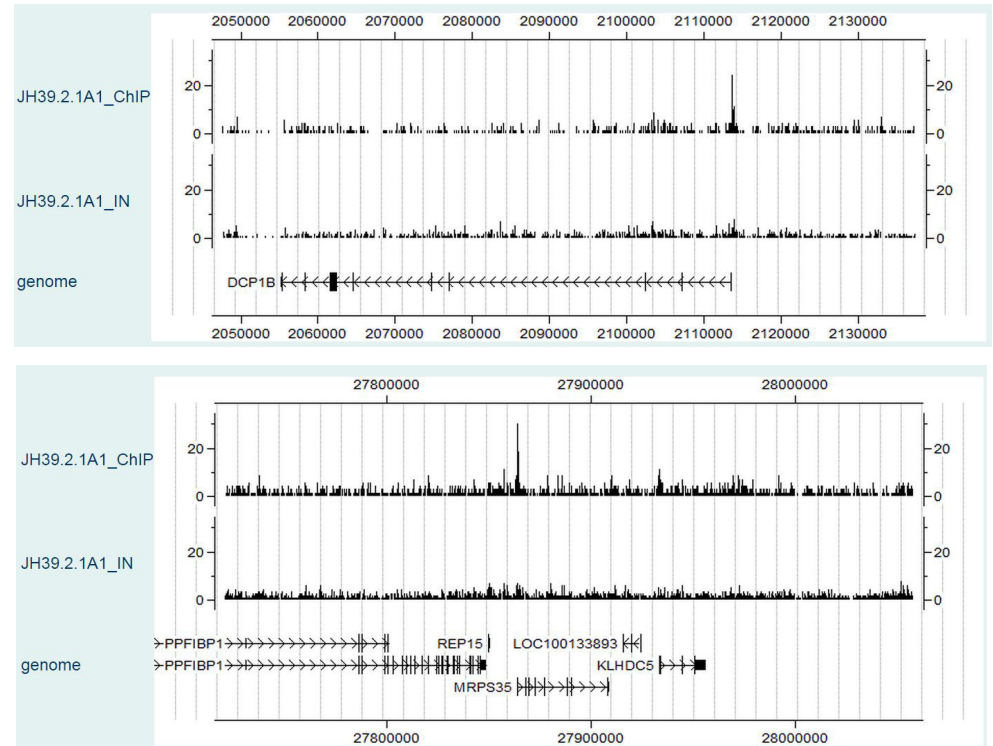 2050000 2060000 2070000 2080000 2090000 2100000 2110000 2120000 2130000
20 20
JH39.2.1A1_ChIP
0 0
20 20
JH39.2.1A1_IN
0 0
genome DCP1B
2050000 2060000 2070000 2080000 2090000 2100000 2110000 2120000 2130000
27800000 27900000 28000000
20 20
JH39.2.1A1_ChIP
0 0
20 20
JH39.2.1A1_IN
0 0
PPFIBP1 REP15 LOC100133893
genome PPFIBP1 KLHDC5
MRPS35
27800000 27900000 28000000